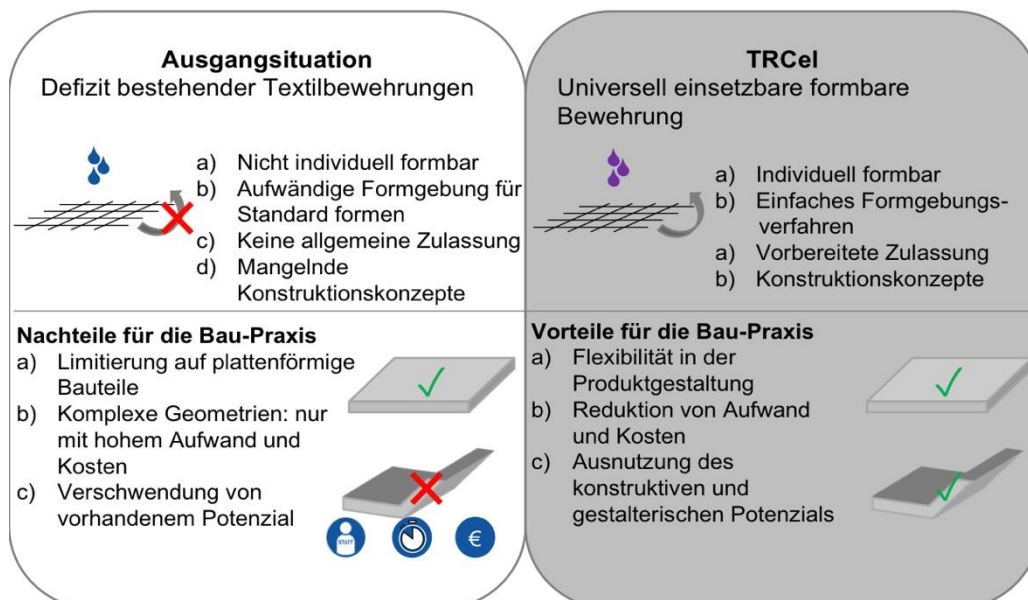 Ausgangsituation
Defizit bestehender Textilbewehrungen
a) Nicht individuell formbar
b) Aufwändige Formgebung für
Standard formen
c) Keine allgemeine Zulassung
d) Mangelnde
Konstruktionskonzepte
TRCel
Universell einsetzbare formbare
Bewehrung
a) Individuell formbar
b) Einfaches Formgebungs-
verfahren
a) Vorbereitete Zulassung
b) Konstruktionskonzepte
Nachteile für die Bau-Praxis
a) Limitierung auf plattenförmige
Bauteile
b) Komplexe Geometrien: nur
mit hohem Aufwand und
Kosten
c) Verschwendung von
vorhandenem Potenzial
STAFF
€
Vorteile für die Bau-Praxis
a) Flexibilität in der
Produktgestaltung
b) Reduktion von Aufwand
und Kosten
c) Ausnutzung des
konstruktiven und
gestalterischen Potenzials